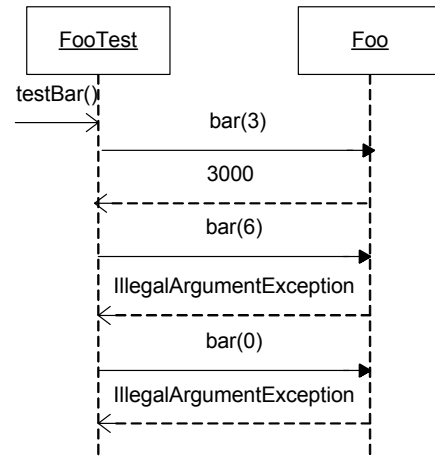 FooTest
Foo
testBar()
bar(3)
3000
bar(6)
IllegalArgumentException
bar(0)
IllegalArgumentException